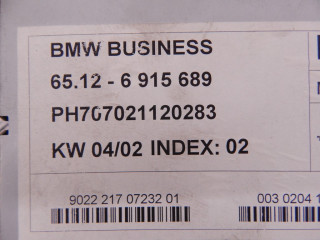 BMW BUSINESS
65.12 - 6 915 689
PH707021120283
KW 04/02 INDEX: 02
9022 217 07232 01
003 0204 1